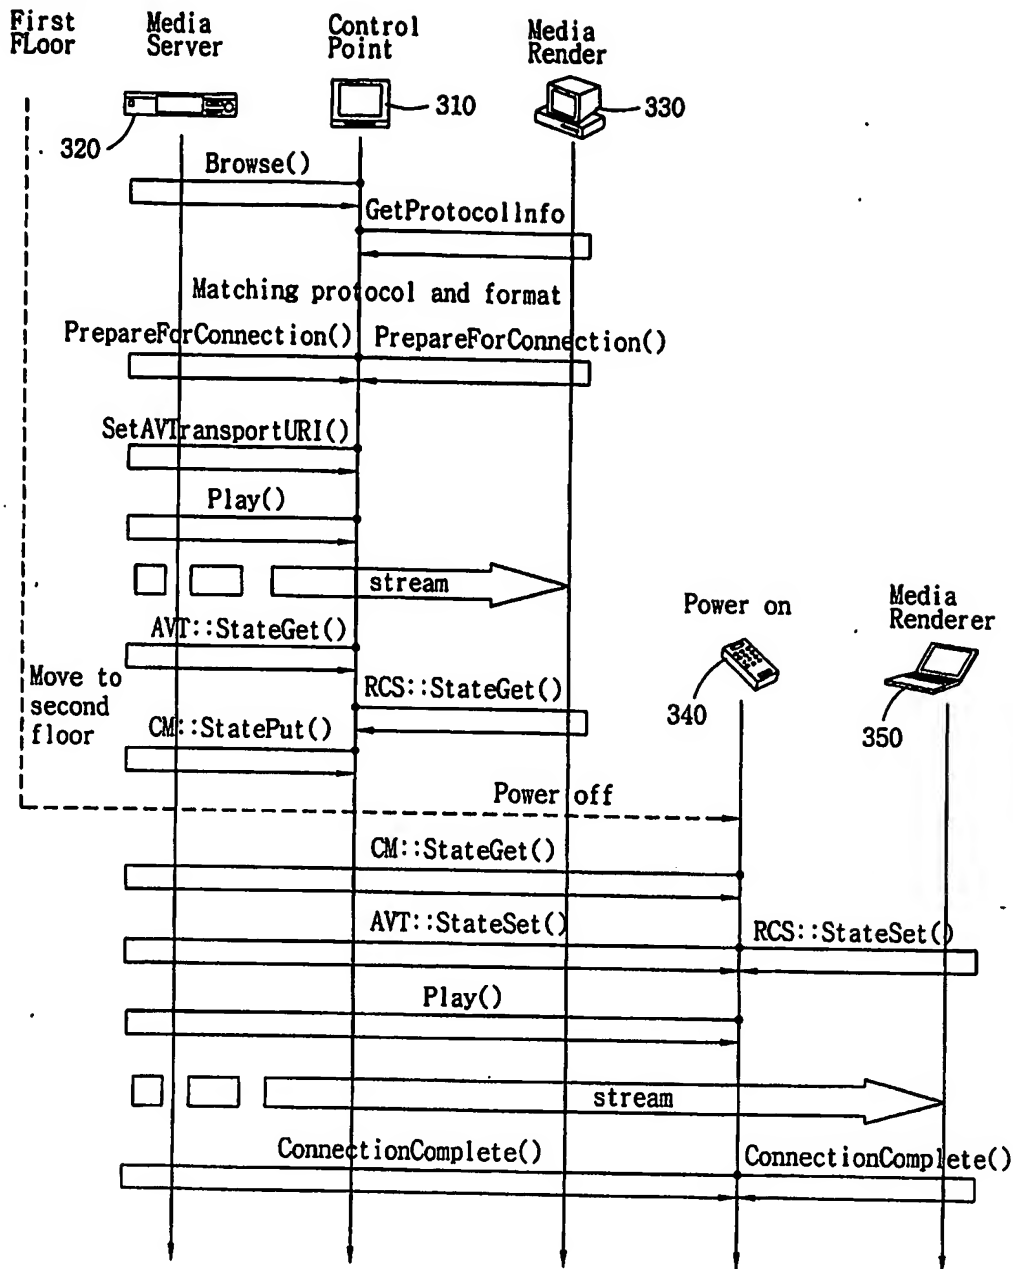 First
FLoor
Media
Server
Control
Point
Media
Render
320
310
330
Browse()
GetProtocolInfo
Matching protocol and format
PrepareForConnection()
PrepareForConnection()
SetAVTransportURI()
Play()
stream
Power on
Media
Renderer
AVT::StateGet()
Move to
second
floor
RCS::StateGet()
340
350
CM::StatePut()
Power off
CM::StateGet()
AVT::StateSet()
RCS::StateSet()
Play()
stream
ConnectionComplete()
ConnectionComplete()